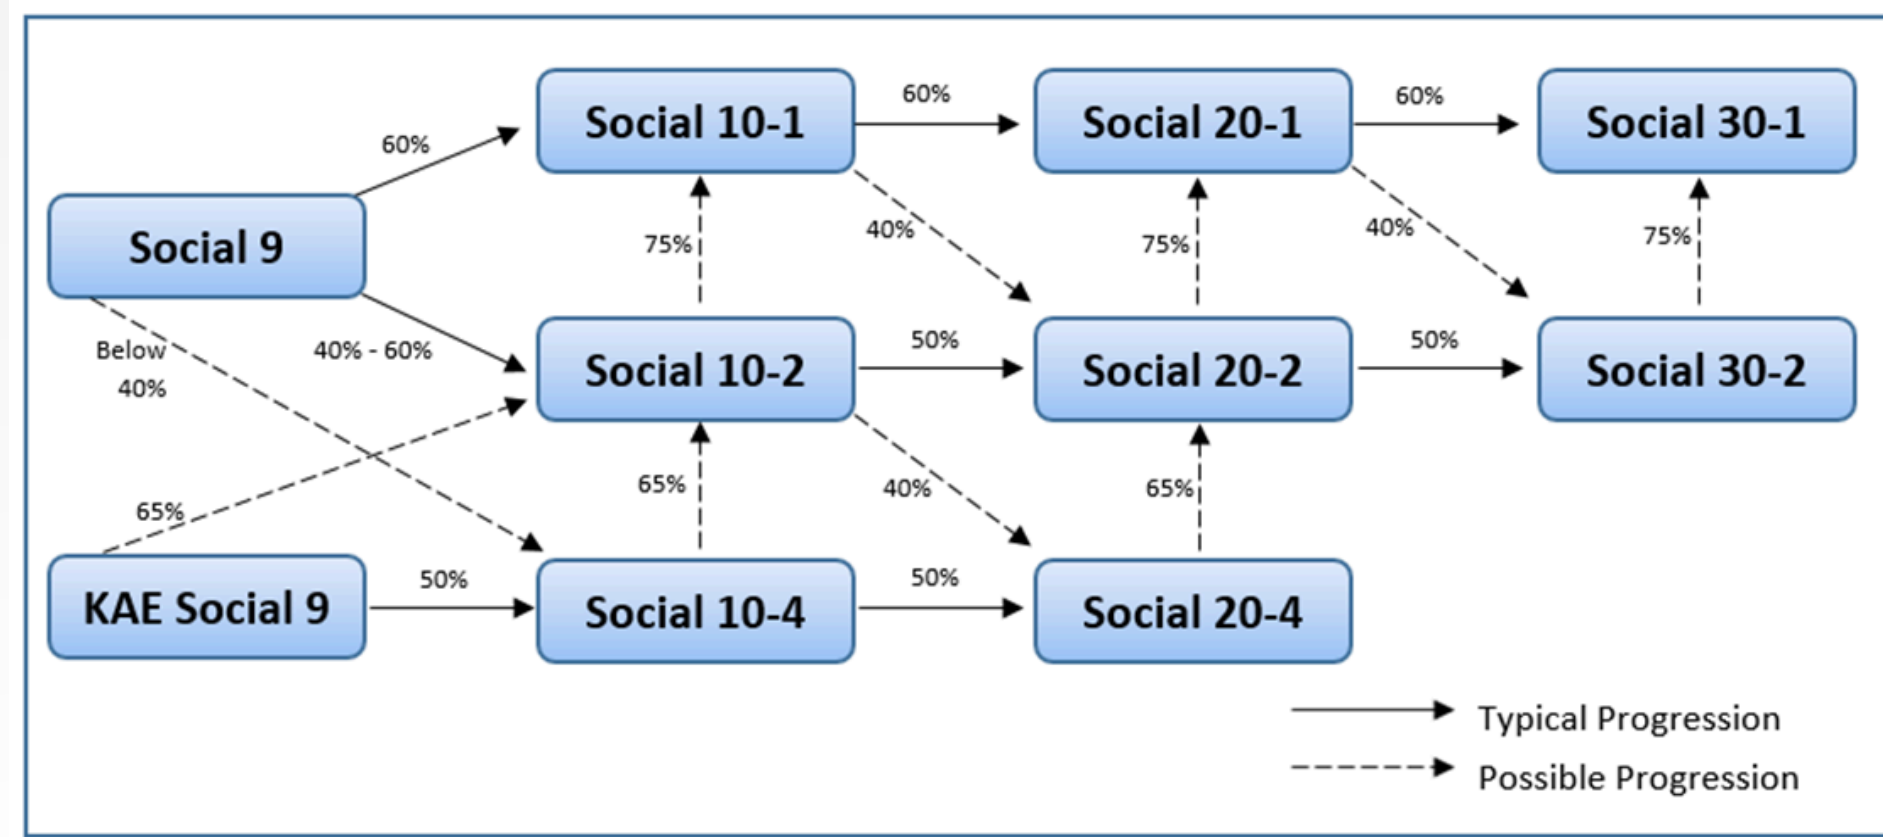 60%
60%
60%
Social 10-1
Social 20-1
Social 30-1
Social 9
75%
40%
75%
40%
75%
Below
40%
40% - 60%
50%
50%
Social 10-2
Social 20-2
Social 30-2
65%
65%
40%
65%
50%
50%
KAE Social 9
Social 10-4
Social 20-4
Typical Progression
Possible Progression